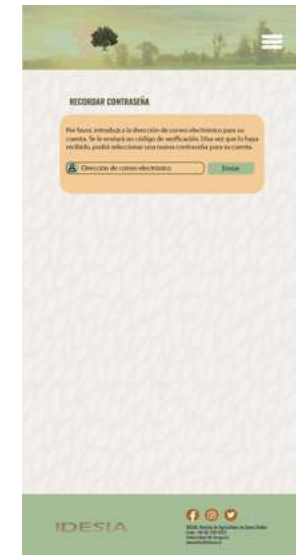 RECORDAR CONTRASEÑA
Por favor, introduzca la dirección de correo electrónico para su
cuenta. Se le enviará un código de verificación. Una vez que lo haya
recibido, podrá seleccionar una nueva contraseña para su cuenta.
Dirección de correo electrónico
Enviar
IDESIA